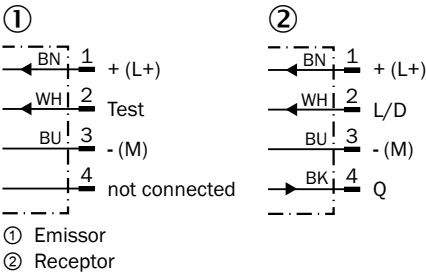 ① ②
BN 1 + (L+)
WH 2 Test
BU 3 - (M)
4 not connected
BN 1 + (L+)
WH 2 L/D
BU 3 - (M)
BK 4 Q
① Emissor
② Receptor